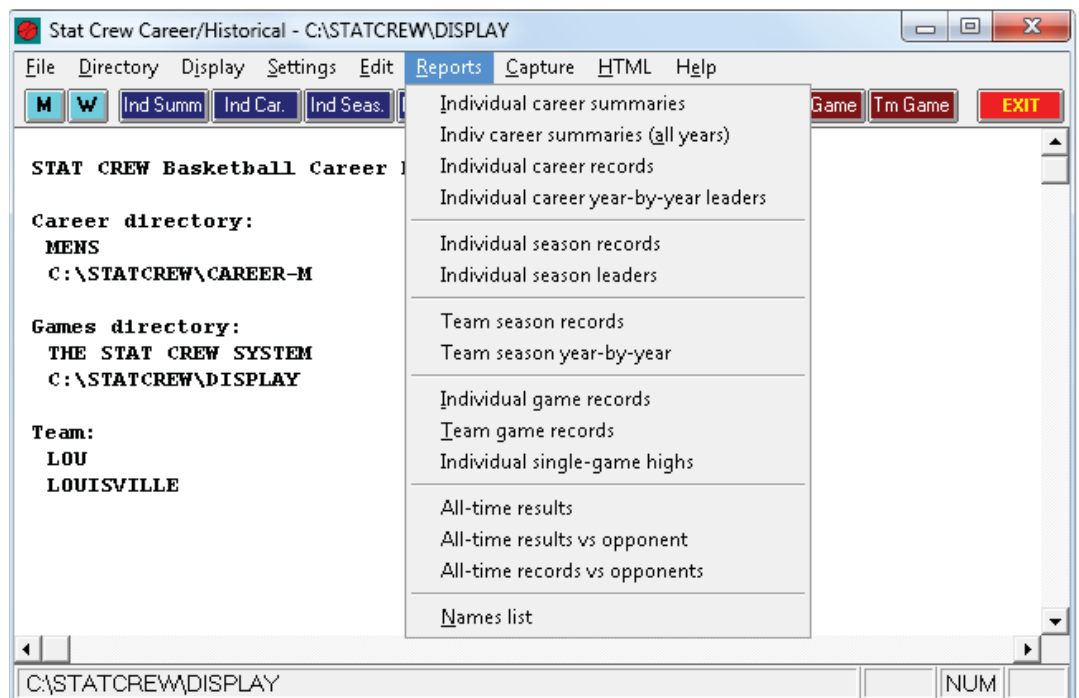 Stat Crew Career/Historical - C:\STATCREW\DISPLAY
File Directory Display Settings Edit Reports Capture HTML Help
M W Ind Summ Ind Car. Ind Seas. Game Tm Game EXIT
STAT CREW Basketball Career
Career directory:
MENS
C:\STATCREW\CAREER-M
Games directory:
THE STAT CREW SYSTEM
C:\STATCREW\DISPLAY
Team:
LOU
LOUISVILLE
Individual career summaries
Indiv career summaries (all years)
Individual career records
Individual career year-by-year leaders
Individual season records
Individual season leaders
Team season records
Team season year-by-year
Individual game records
Team game records
Individual single-game highs
All-time results
All-time results vs opponent
All-time records vs opponents
Names list
C:\STATCREW\DISPLAY NUM